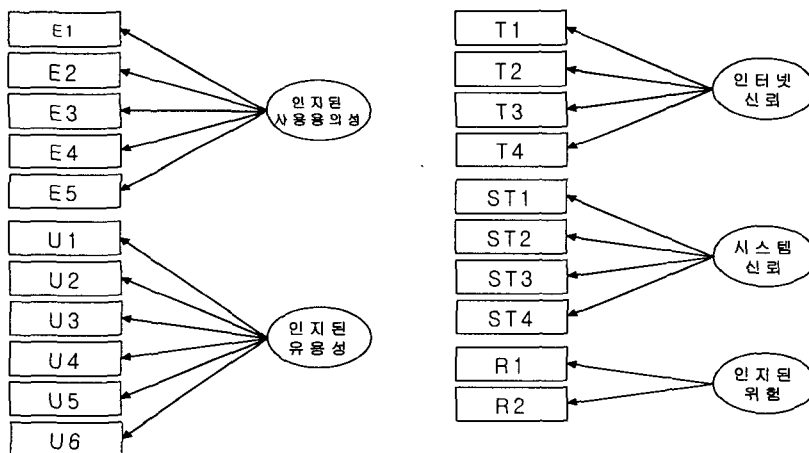 E1
E2
E3
E4
E5
인지된
사용용의성
U1
U2
U3
U4
U5
U6
인지된
유용성
T1
T2
T3
T4
인터넷
신뢰
ST1
ST2
ST3
ST4
시스템
신뢰
R1
R2
인지된
위험